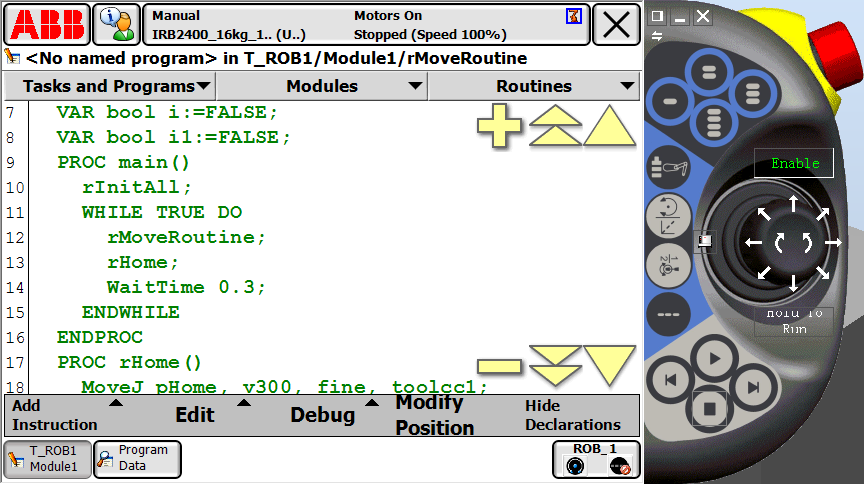 ABB
Manual
IRB2400_16kg_1.. (U..)
Motors On
Stopped (Speed 100%)
<No named program> in T_ROB1/Module1/rMoveRoutine
Tasks and Programs
Modules
Routines
7 VAR bool i:=FALSE;
8 VAR bool i1:=FALSE;
9 PROC main()
10 rInitAll;
11 WHILE TRUE DO
12 rMoveRoutine;
13 rHome;
14 WaitTime 0.3;
15 ENDWHILE
16 ENDPROC
17 PROC rHome()
18 MoveJ pHome, v300, fine, toolcc1;
Add
Instruction
Edit
Debug
Modify
Position
Hide
Declarations
T_ROB1
Module1
Program
Data
ROB_1
Enable
Hold To
Run